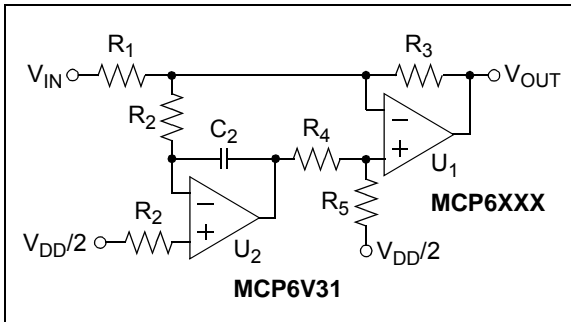 R1
R3
VIN
VOUT
R2
C2
R4
−
+
U1
R5
MCP6XXX
R2
−
+
U2
VDD/2
VDD/2
MCP6V31